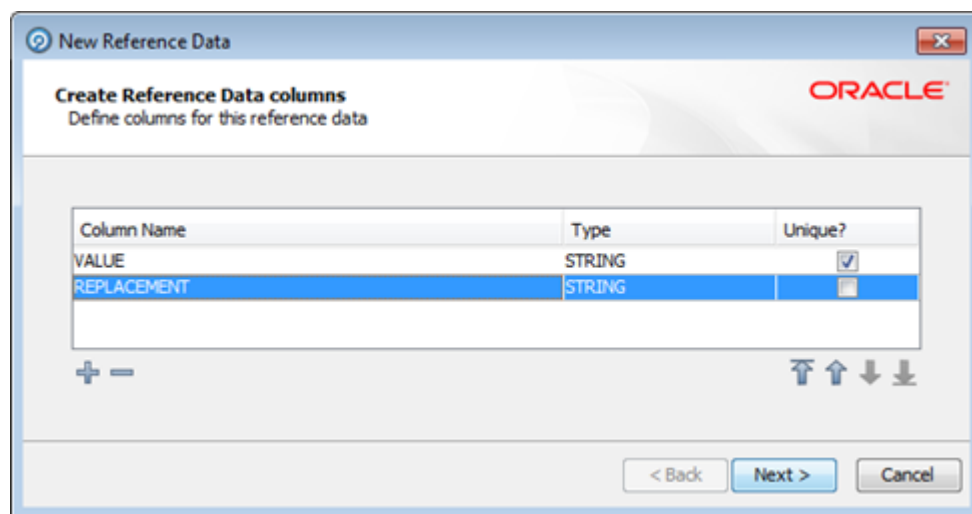 New Reference Data
Create Reference Data columns
Define columns for this reference data
ORACLE
Column Name Type Unique?
VALUE STRING
REPLACEMENT STRING
< Back Next > Cancel